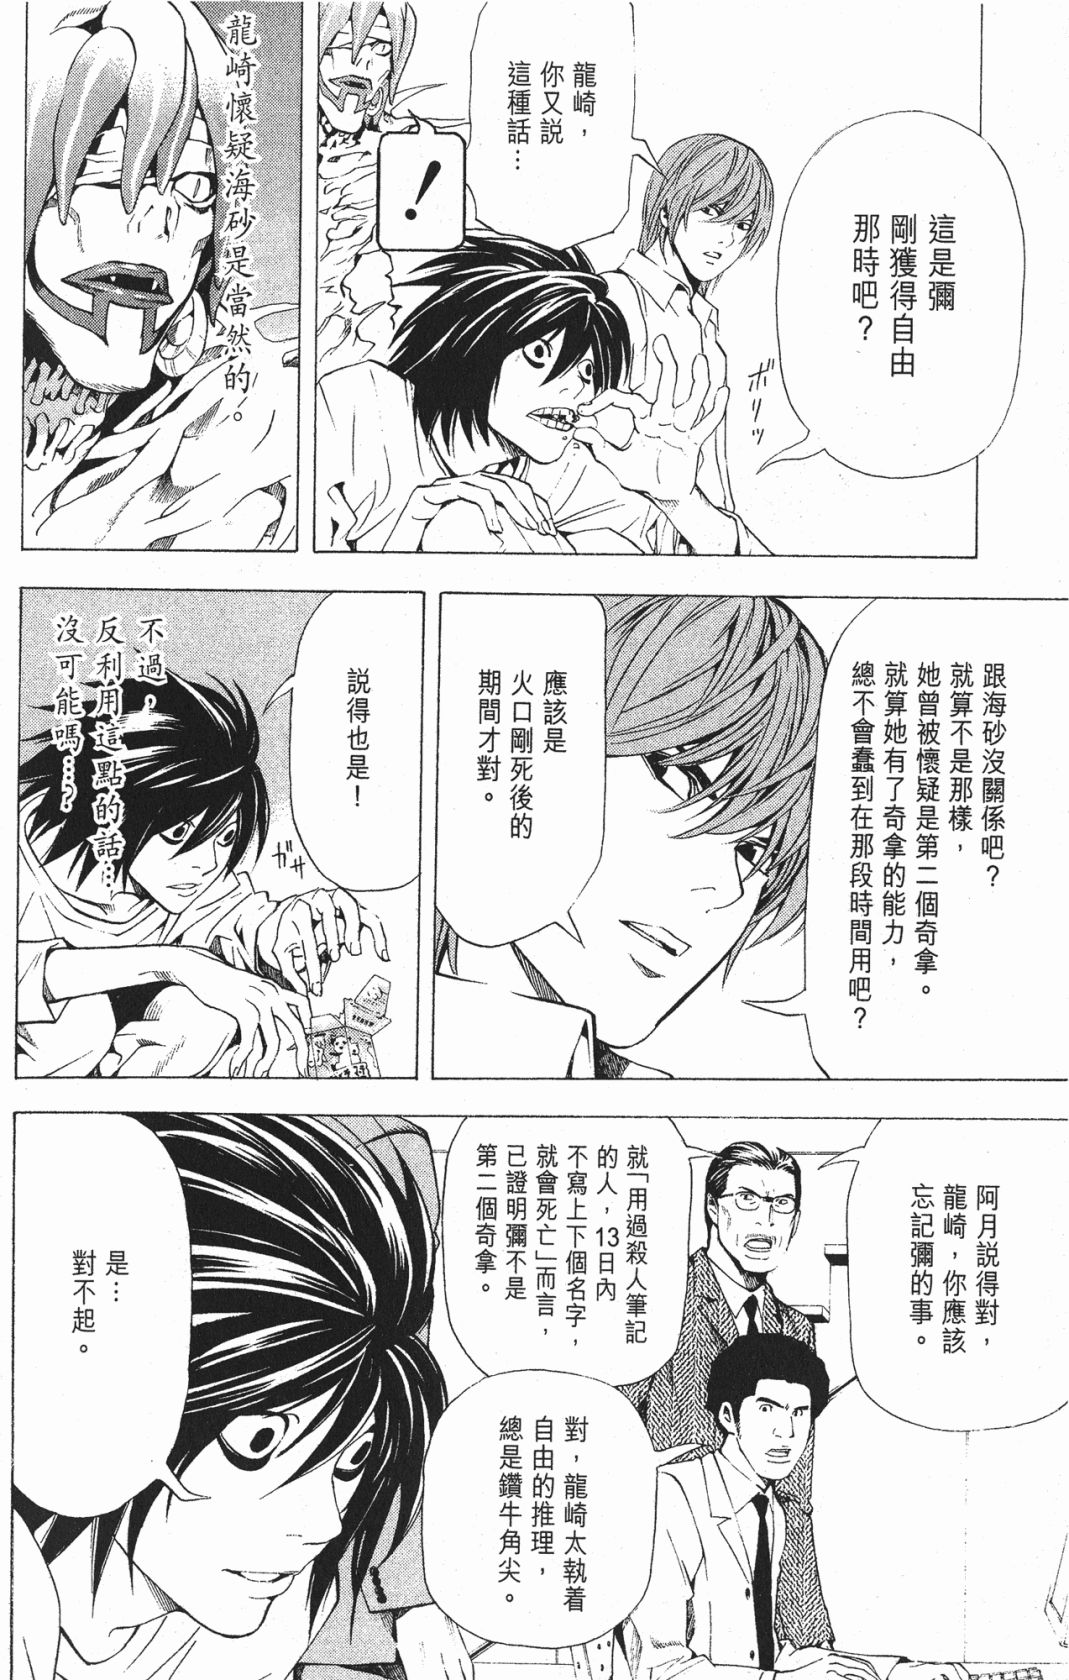 這是彌
剛獲得自由
那時吧？
龍崎，
你又説
這種話…
！
ポリッ
龍崎懷疑海砂是當然的。
跟海砂沒關係吧？
就算不是那樣，
她曾被懷疑是第二個奇拿。
就算她有了奇拿的能力，
總不會蠢到在那段時間用吧？
應該是
火口剛死後的
期間才對。
説得也是！
ガサ
不過，
反利用這點的話…
沒可能嗎……？
阿月説得對，
龍崎，你應該
忘記彌的事。
就「用過殺人筆記
的人，13日內
不寫上下個名字，
就會死亡」而言，
已證明彌不是
第二個奇拿。
對，龍崎太執着
自由的推理，
總是鑽牛角尖。
是…
對不起。